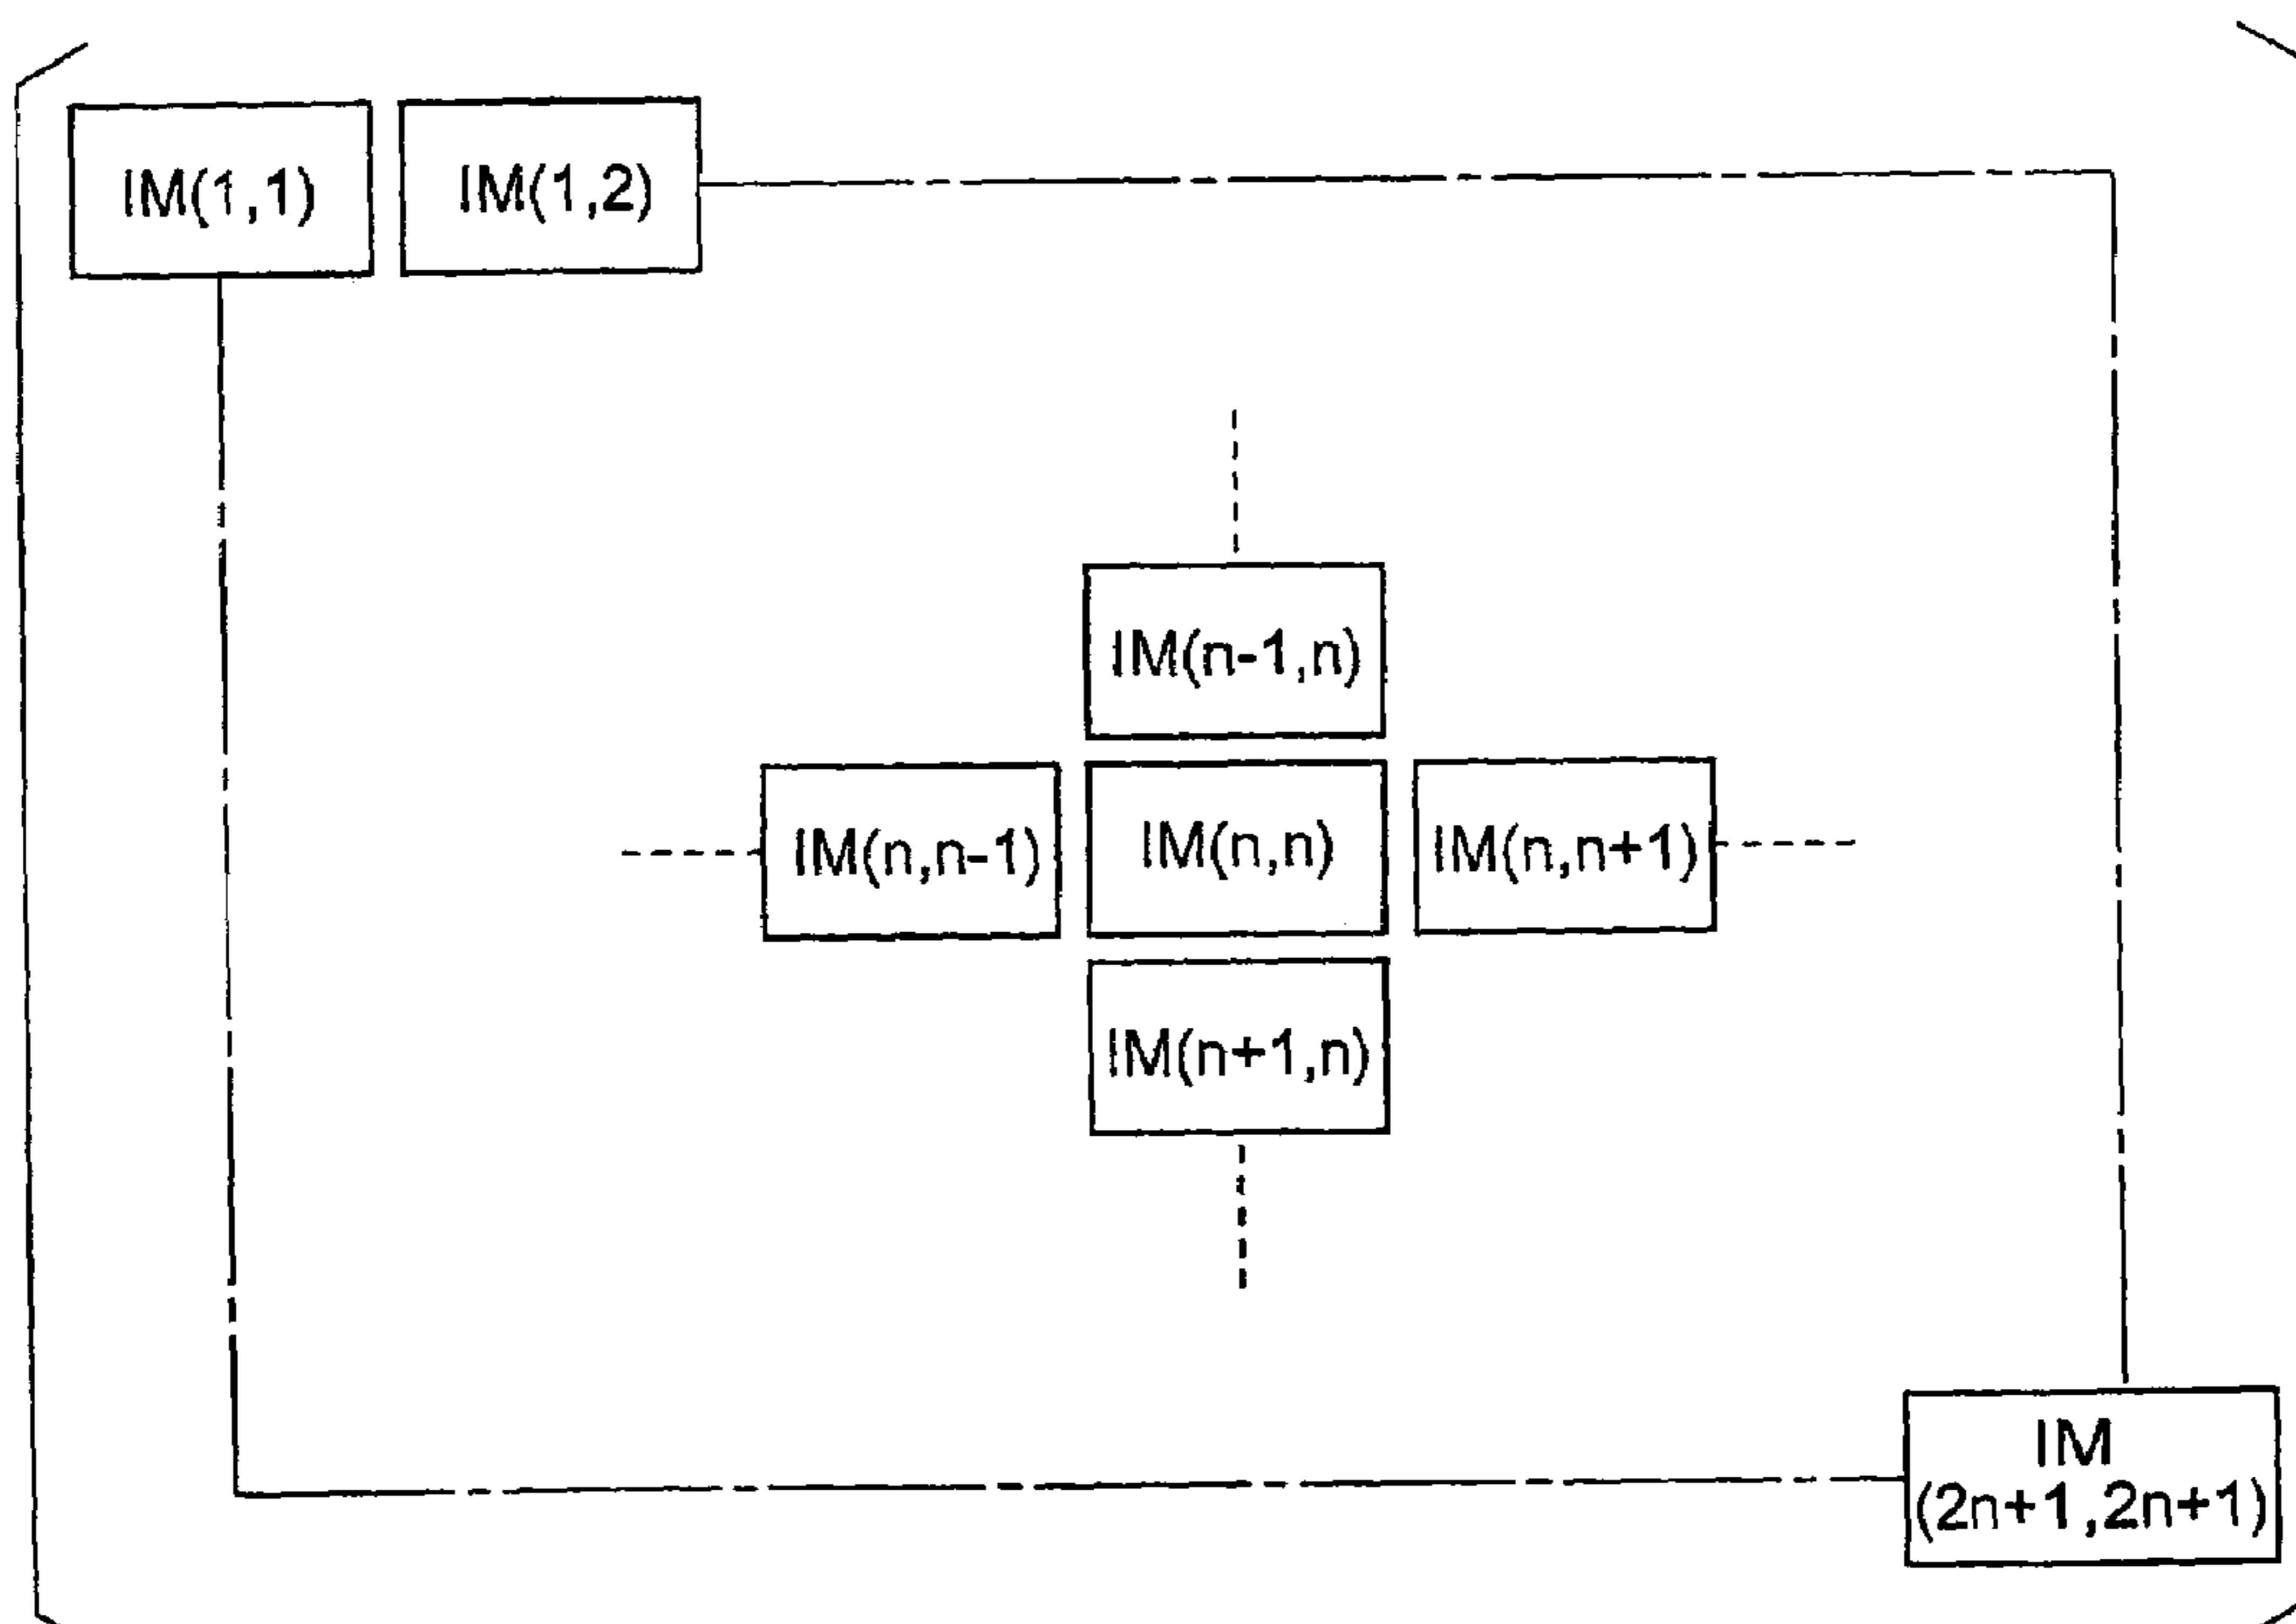 IM(1,1) IM(1,2)
IM(n-1,n)
IM(n,n-1) IM(n,n) IM(n,n+1)
IM(n+1,n)
IM
(2n+1,2n+1)